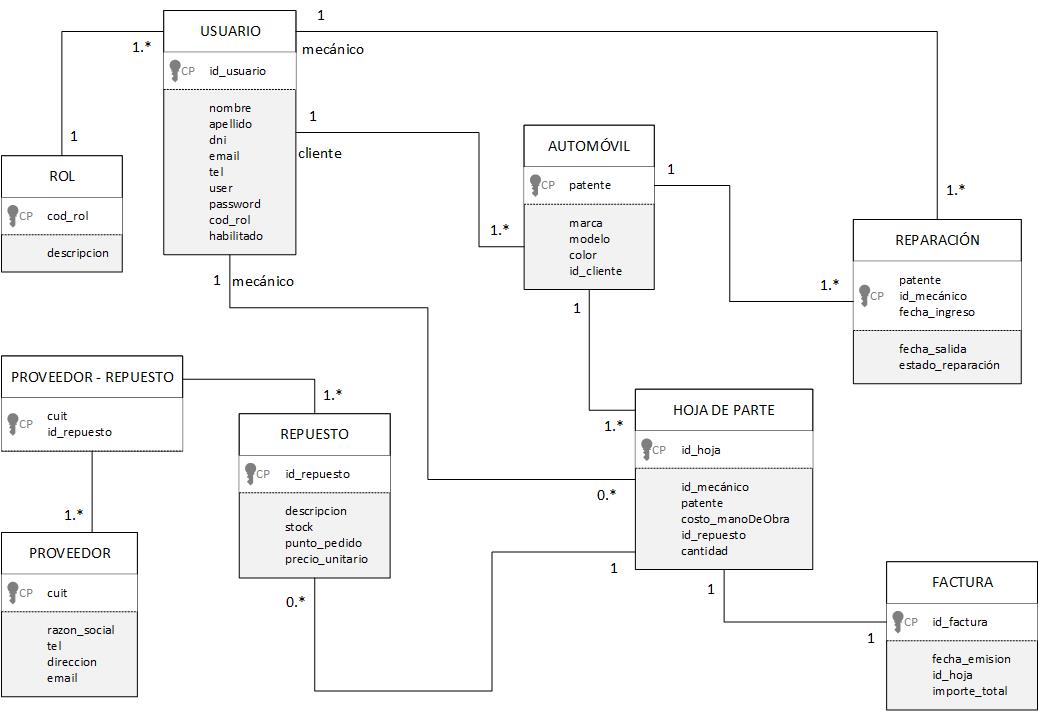 USUARIO
CP id_usuario
nombre
apellido
dni
email
tel
user
password
cod_rol
habilitado
1
mecánico
1.*
1
cliente
1
ROL
CP cod_rol
descripcion
AUTOMÓVIL
CP patente
marca
modelo
color
id_cliente
1
1.*
1.*
REPARACIÓN
patente
CP id_mecánico
fecha_ingreso
fecha_salida
estado_reparación
1.*
1 mecánico
1
PROVEEDOR - REPUESTO
cuit
CP
id_repuesto
1.*
REPUESTO
CP id_repuesto
descripcion
stock
punto_pedido
precio_unitario
0.*
HOJA DE PARTE
CP id_hoja
id_mecánico
patente
costo_manoDeObra
id_repuesto
cantidad
1.*
0.*
1
1
1.*
PROVEEDOR
CP cuit
razon_social
tel
direccion
email
FACTURA
CP id_factura
fecha_emision
id_hoja
importe_total
1